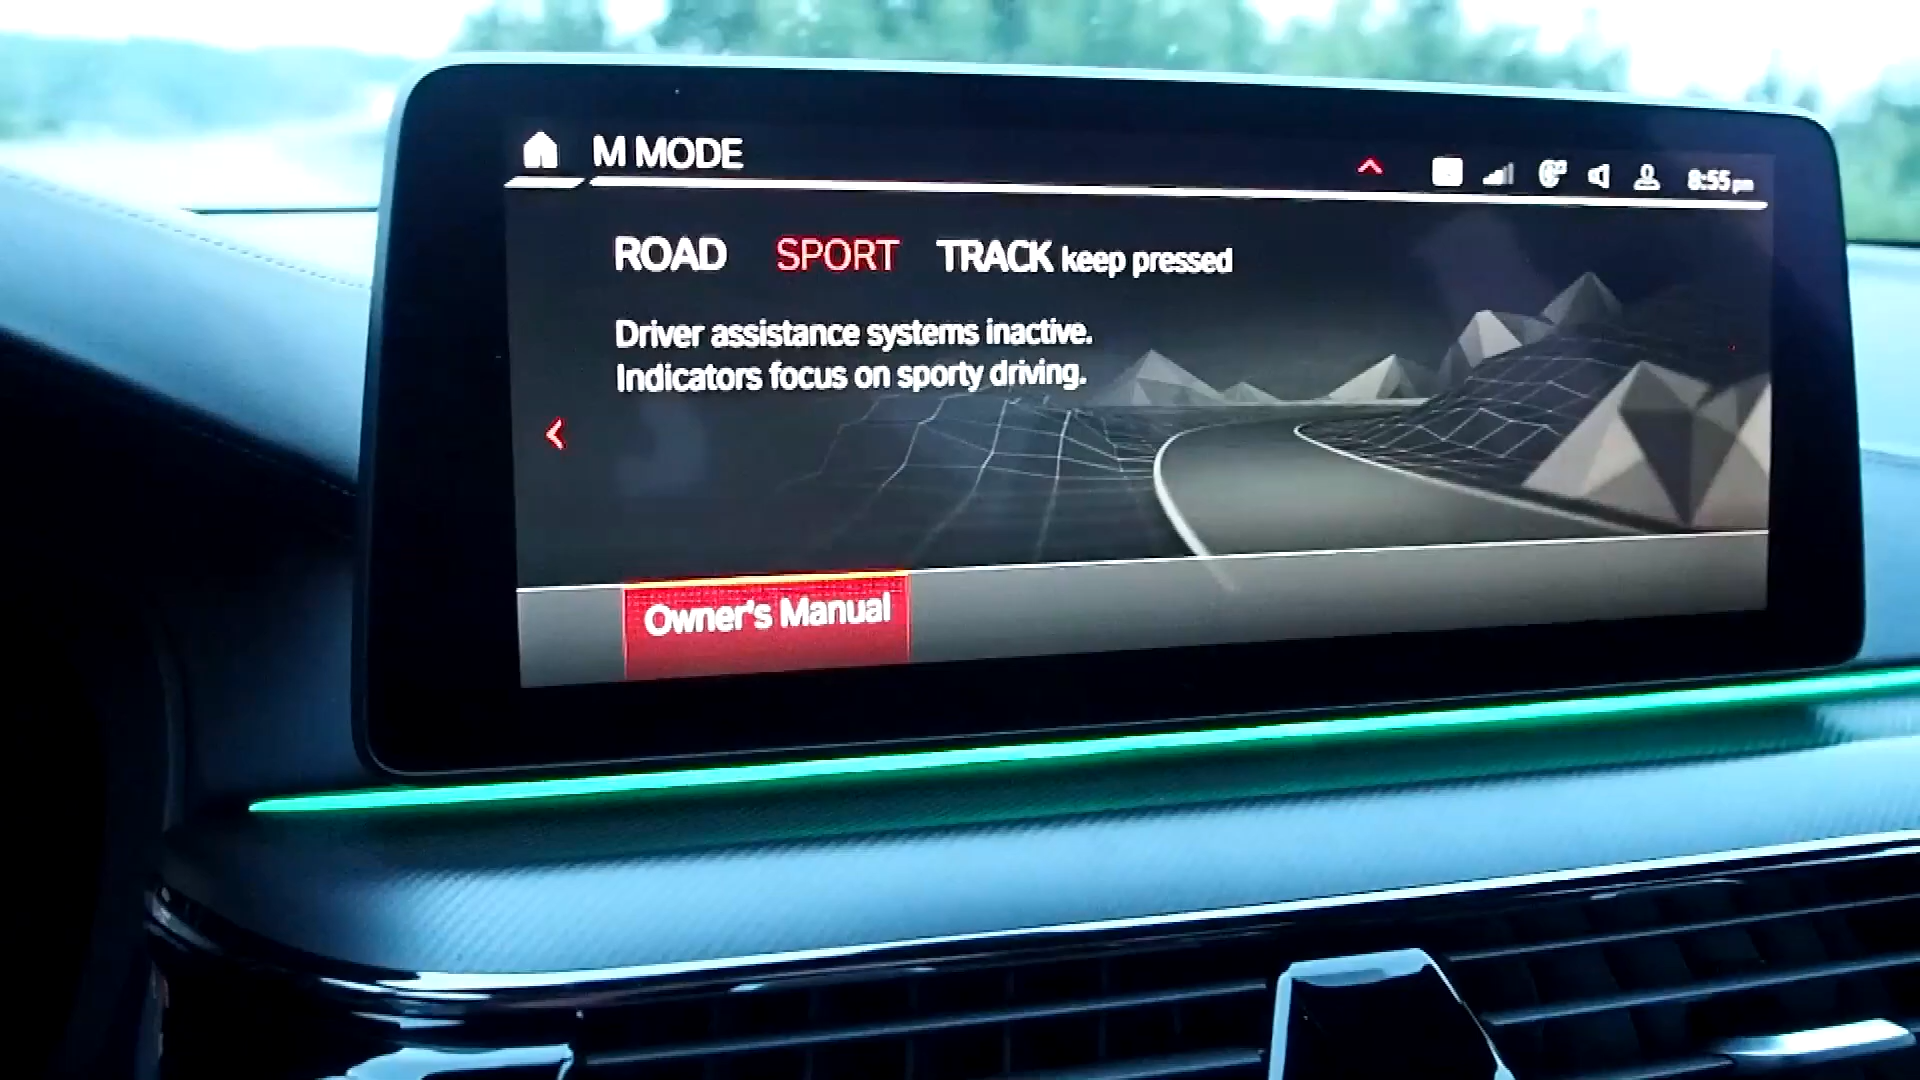 M MODE
8:55 pm
ROAD SPORT TRACK keep pressed
Driver assistance systems inactive.
Indicators focus on sporty driving.
Owner's Manual